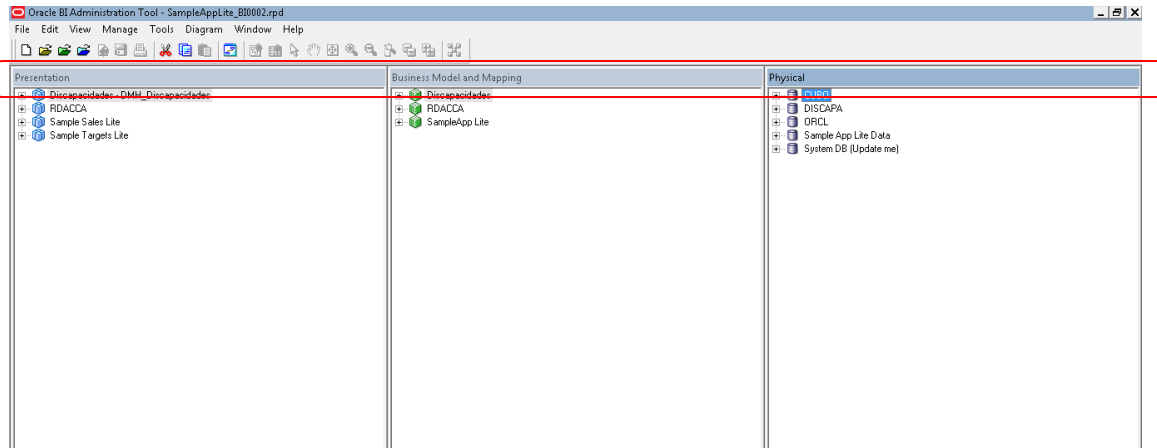 Oracle BI Administration Tool - SampleAppLite_BI0002.rpd
File Edit View Manage Tools Diagram Window Help
Presentation
Discapacidades - DMH_Discapacidades
RDACCA
Sample Sales Lite
Sample Targets Lite
Business Model and Mapping
Discapacidades
RDACCA
SampleApp Lite
Physical
CUBO
DISCAPA
ORCL
Sample App Lite Data
System DB (Update me)